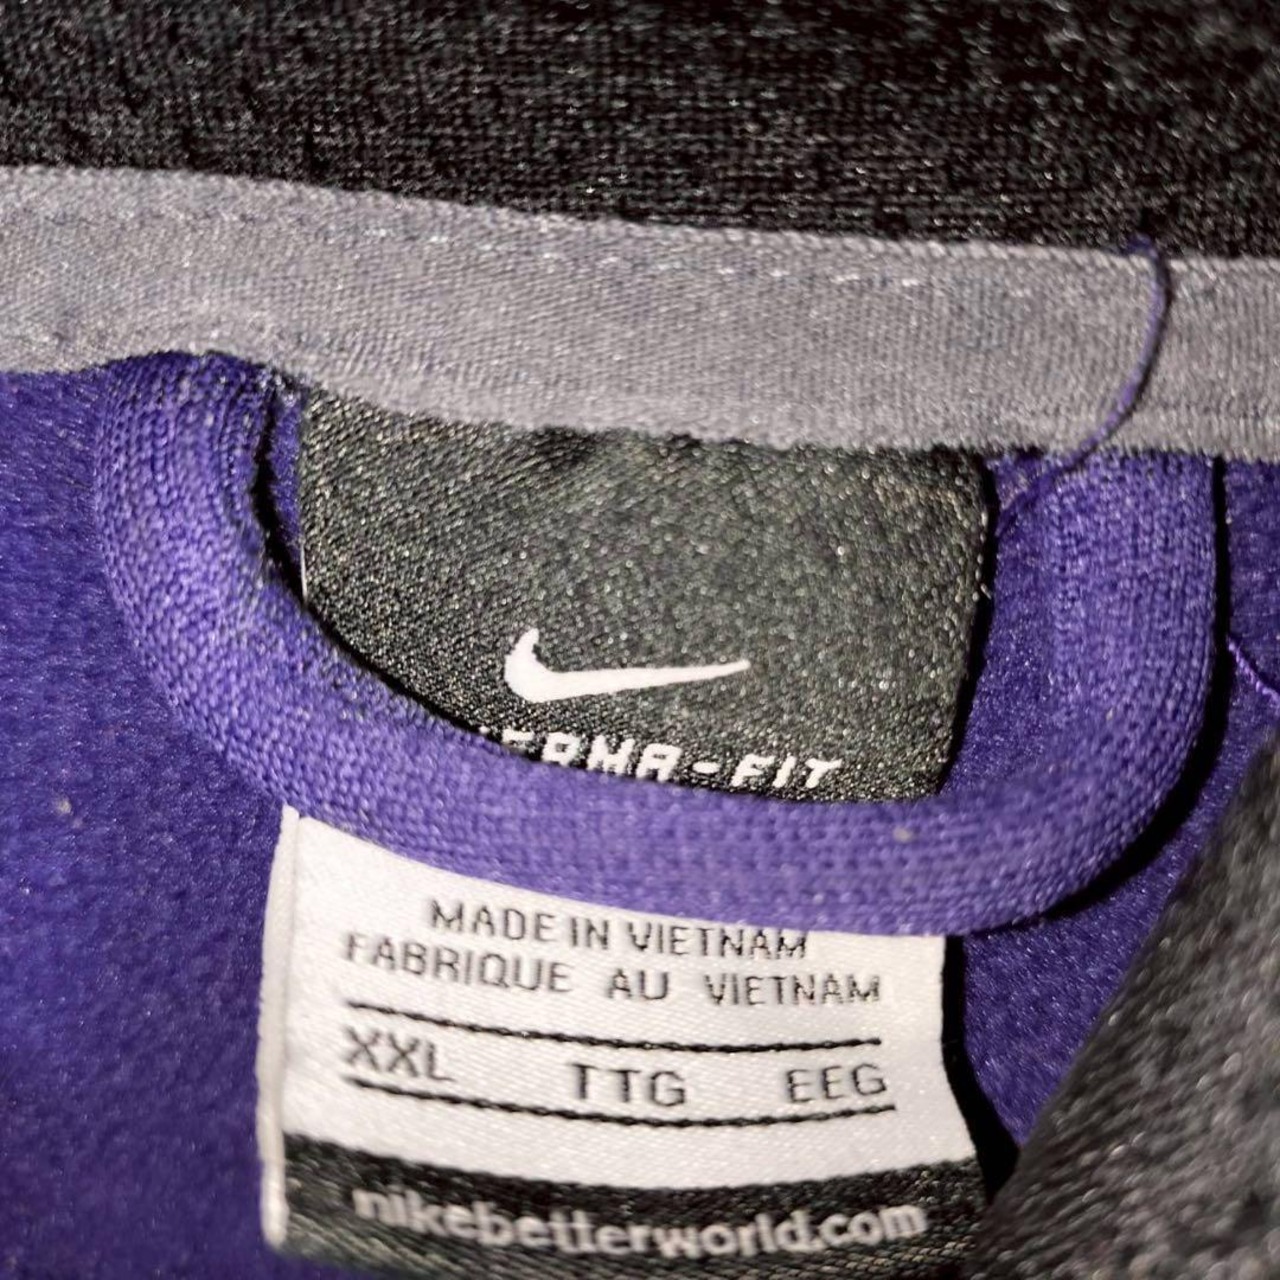 ERMA-FIT
MADE IN VIETNAM
FABRIQUE AU VIETNAM
XXL TTG EEG
nikebetterworld.com